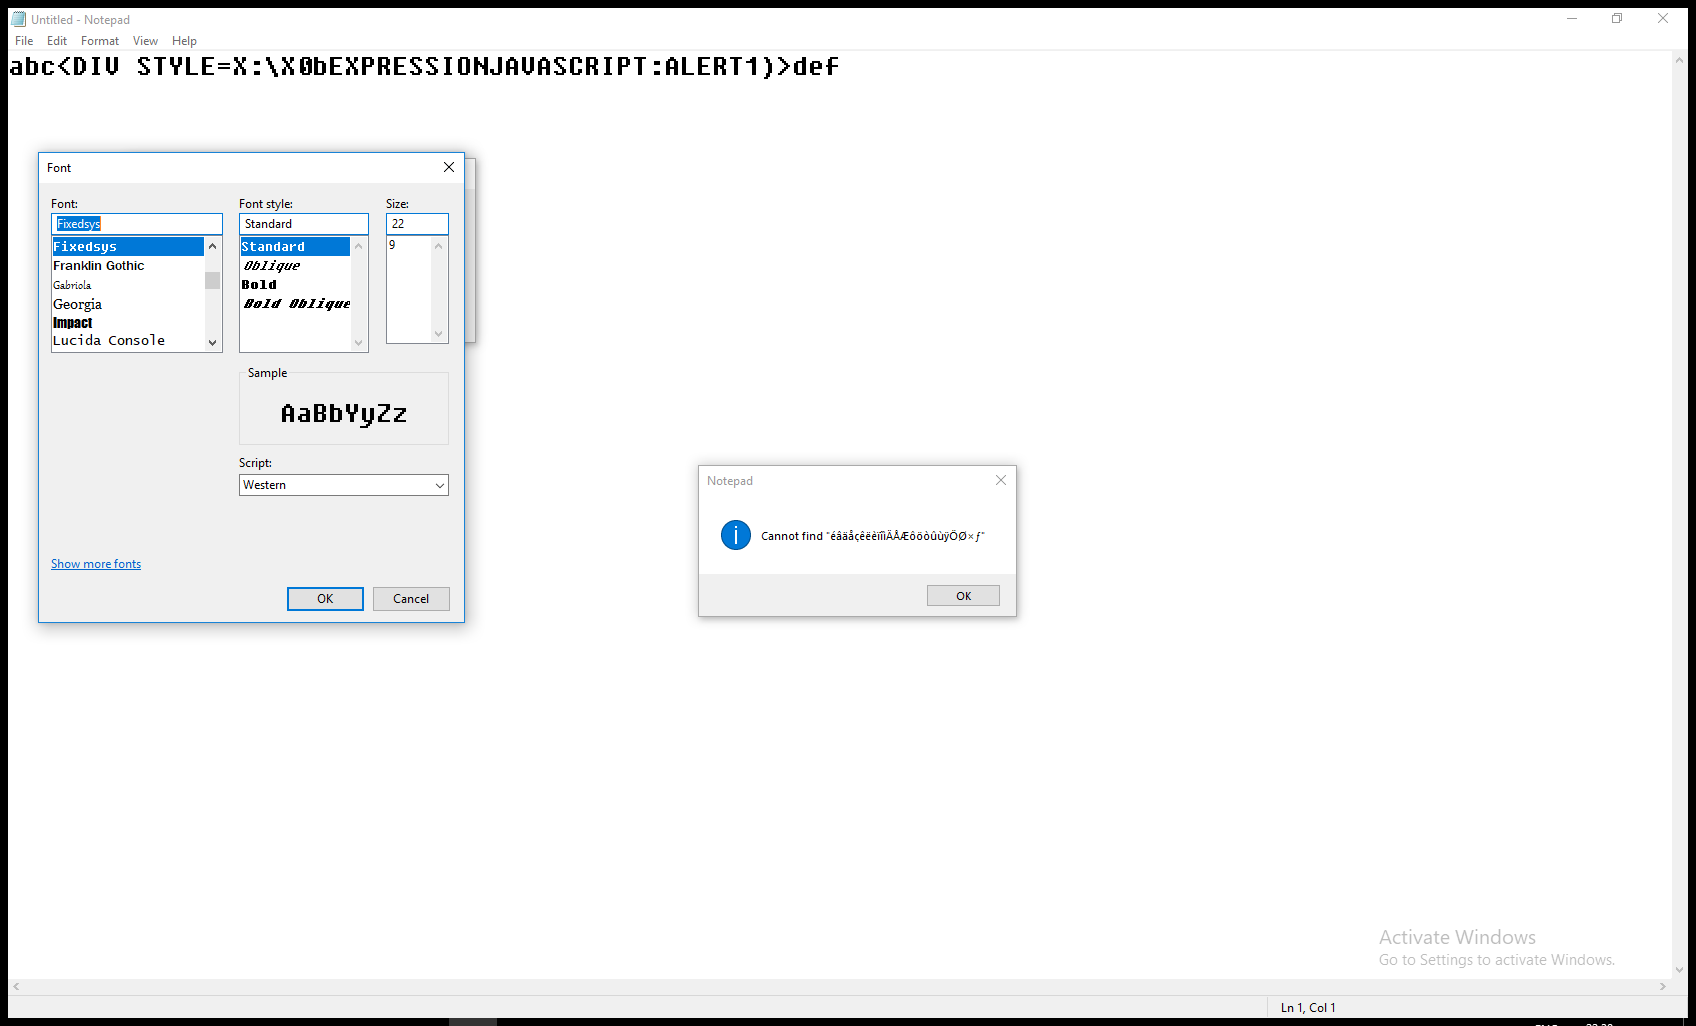 Untitled - Notepad
File Edit Format View Help
abc<DIV STYLE=X:\X0bEXPRESSIONJAVASCRIPT:ALERT1)>def
Font
Font: Font style: Size:
Fixedsys Standard 22
Fixedsys Standard 9
Franklin Gothic Oblique
Gabriola Bold
Georgia Bold Oblique
Impact
Lucida Console
Sample
AaBbYyZz
Script:
Western
Show more fonts
OK Cancel
Notepad
Cannot find "éâäåçêëèïîìÄÅÆôöòûùÿÖØ×ƒ"
OK
Activate Windows
Go to Settings to activate Windows.
Ln 1, Col 1